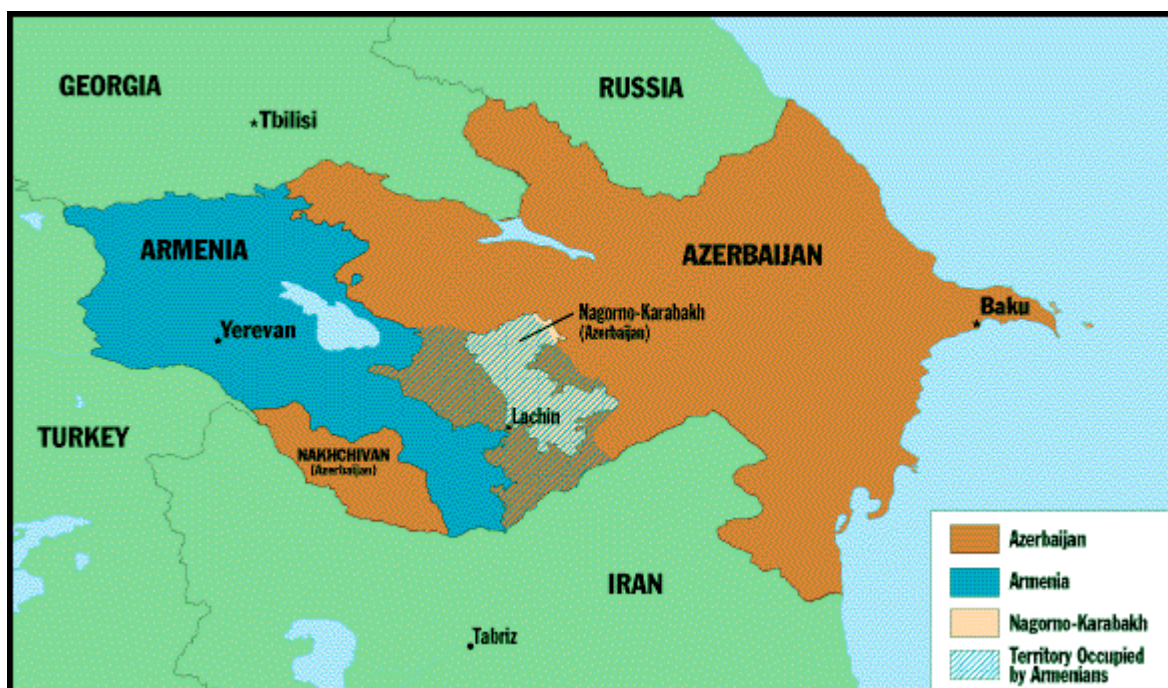 GEORGIA
RUSSIA
Tbilisi
ARMENIA
AZERBAIJAN
Nagorno-Karabakh
(Azerbaijan)
Baku
Yerevan
Lachin
TURKEY
NAKHCHIVAN
(Azerbaijan)
IRAN
Tabriz
Azerbaijan
Armenia
Nagorno-Karabakh
Territory Occupied
by Armenians